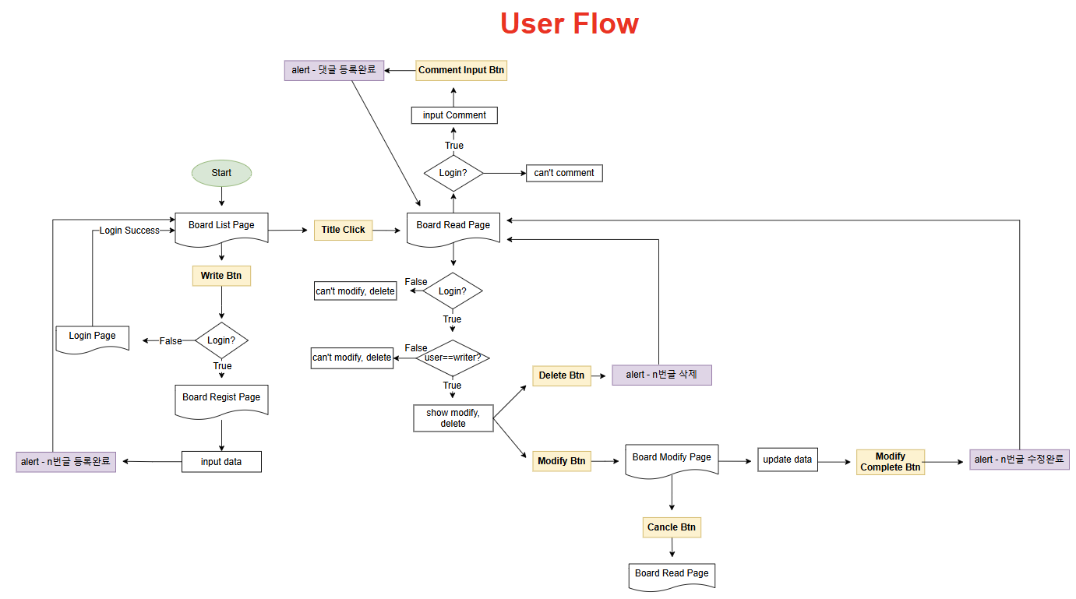 User Flow
alert - 댓글 등록완료
Comment Input Btn
input Comment
True
Login?
can't comment
Start
Board List Page
Title Click
Board Read Page
Login Success
Write Btn
Login Page
False
Login?
True
Board Regist Page
alert - n번글 등록완료
input data
can't modify, delete
False
Login?
True
can't modify, delete
False
user==writer?
True
show modify,
delete
Delete Btn
alert - n번글 삭제
Modify Btn
Board Modify Page
update data
Modify
Complete Btn
alert - n번글 수정완료
Cancle Btn
Board Read Page